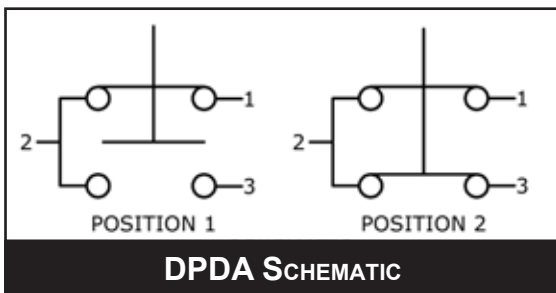 2 1 3
POSITION 1
2 1 3
POSITION 2
DPDA SCHEMATIC